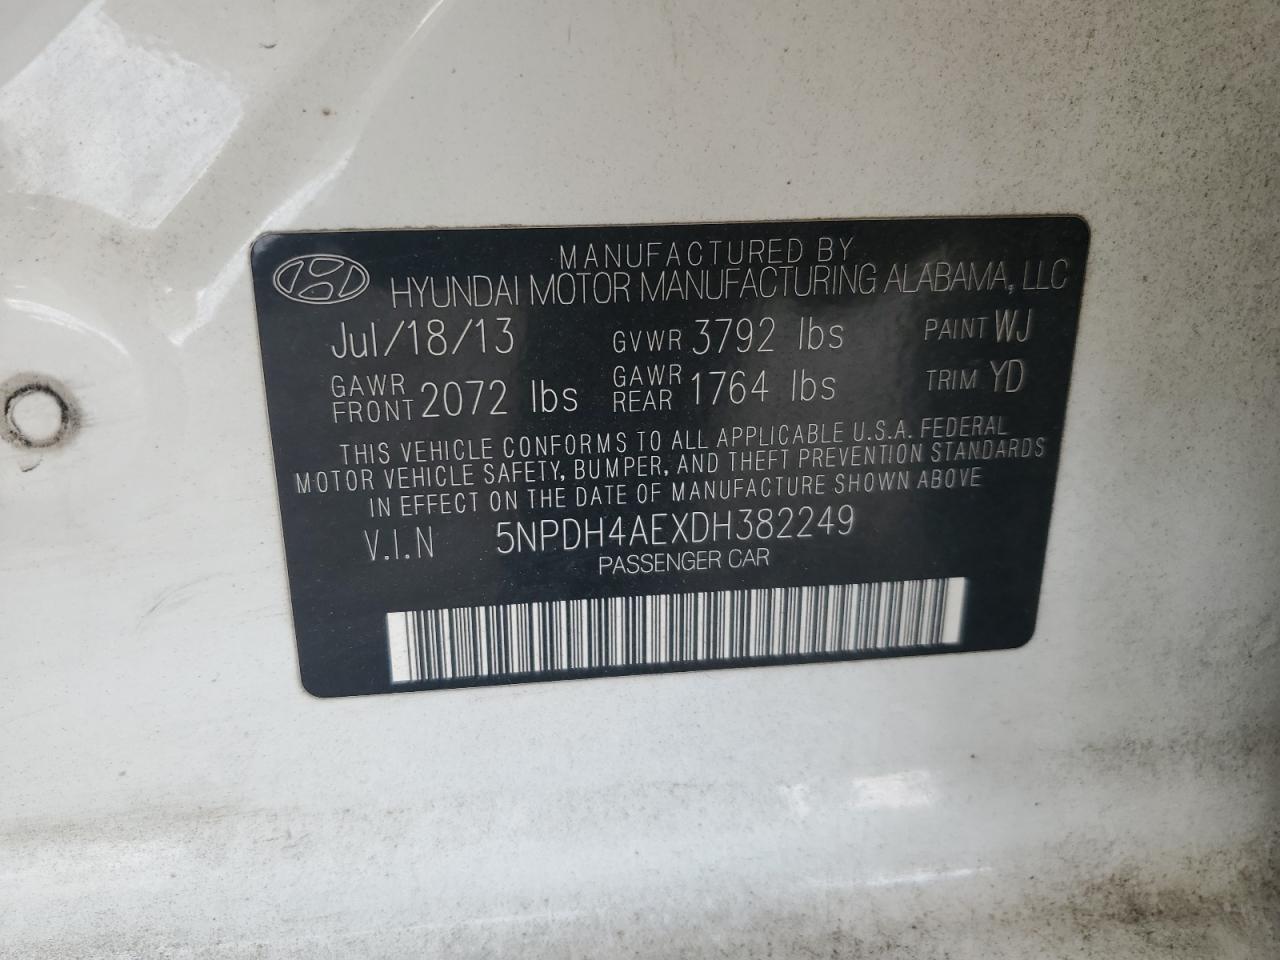 MANUFACTURED BY
HYUNDAI MOTOR MANUFACTURING ALABAMA, LLC
Jul/18/13 GVWR 3792 lbs PAINT WJ
GAWR FRONT 2072 lbs GAWR REAR 1764 lbs TRIM YD
THIS VEHICLE CONFORMS TO ALL APPLICABLE U.S.A. FEDERAL
MOTOR VEHICLE SAFETY, BUMPER, AND THEFT PREVENTION STANDARDS
IN EFFECT ON THE DATE OF MANUFACTURE SHOWN ABOVE
V.I.N 5NPDH4AEXDH382249
PASSENGER CAR